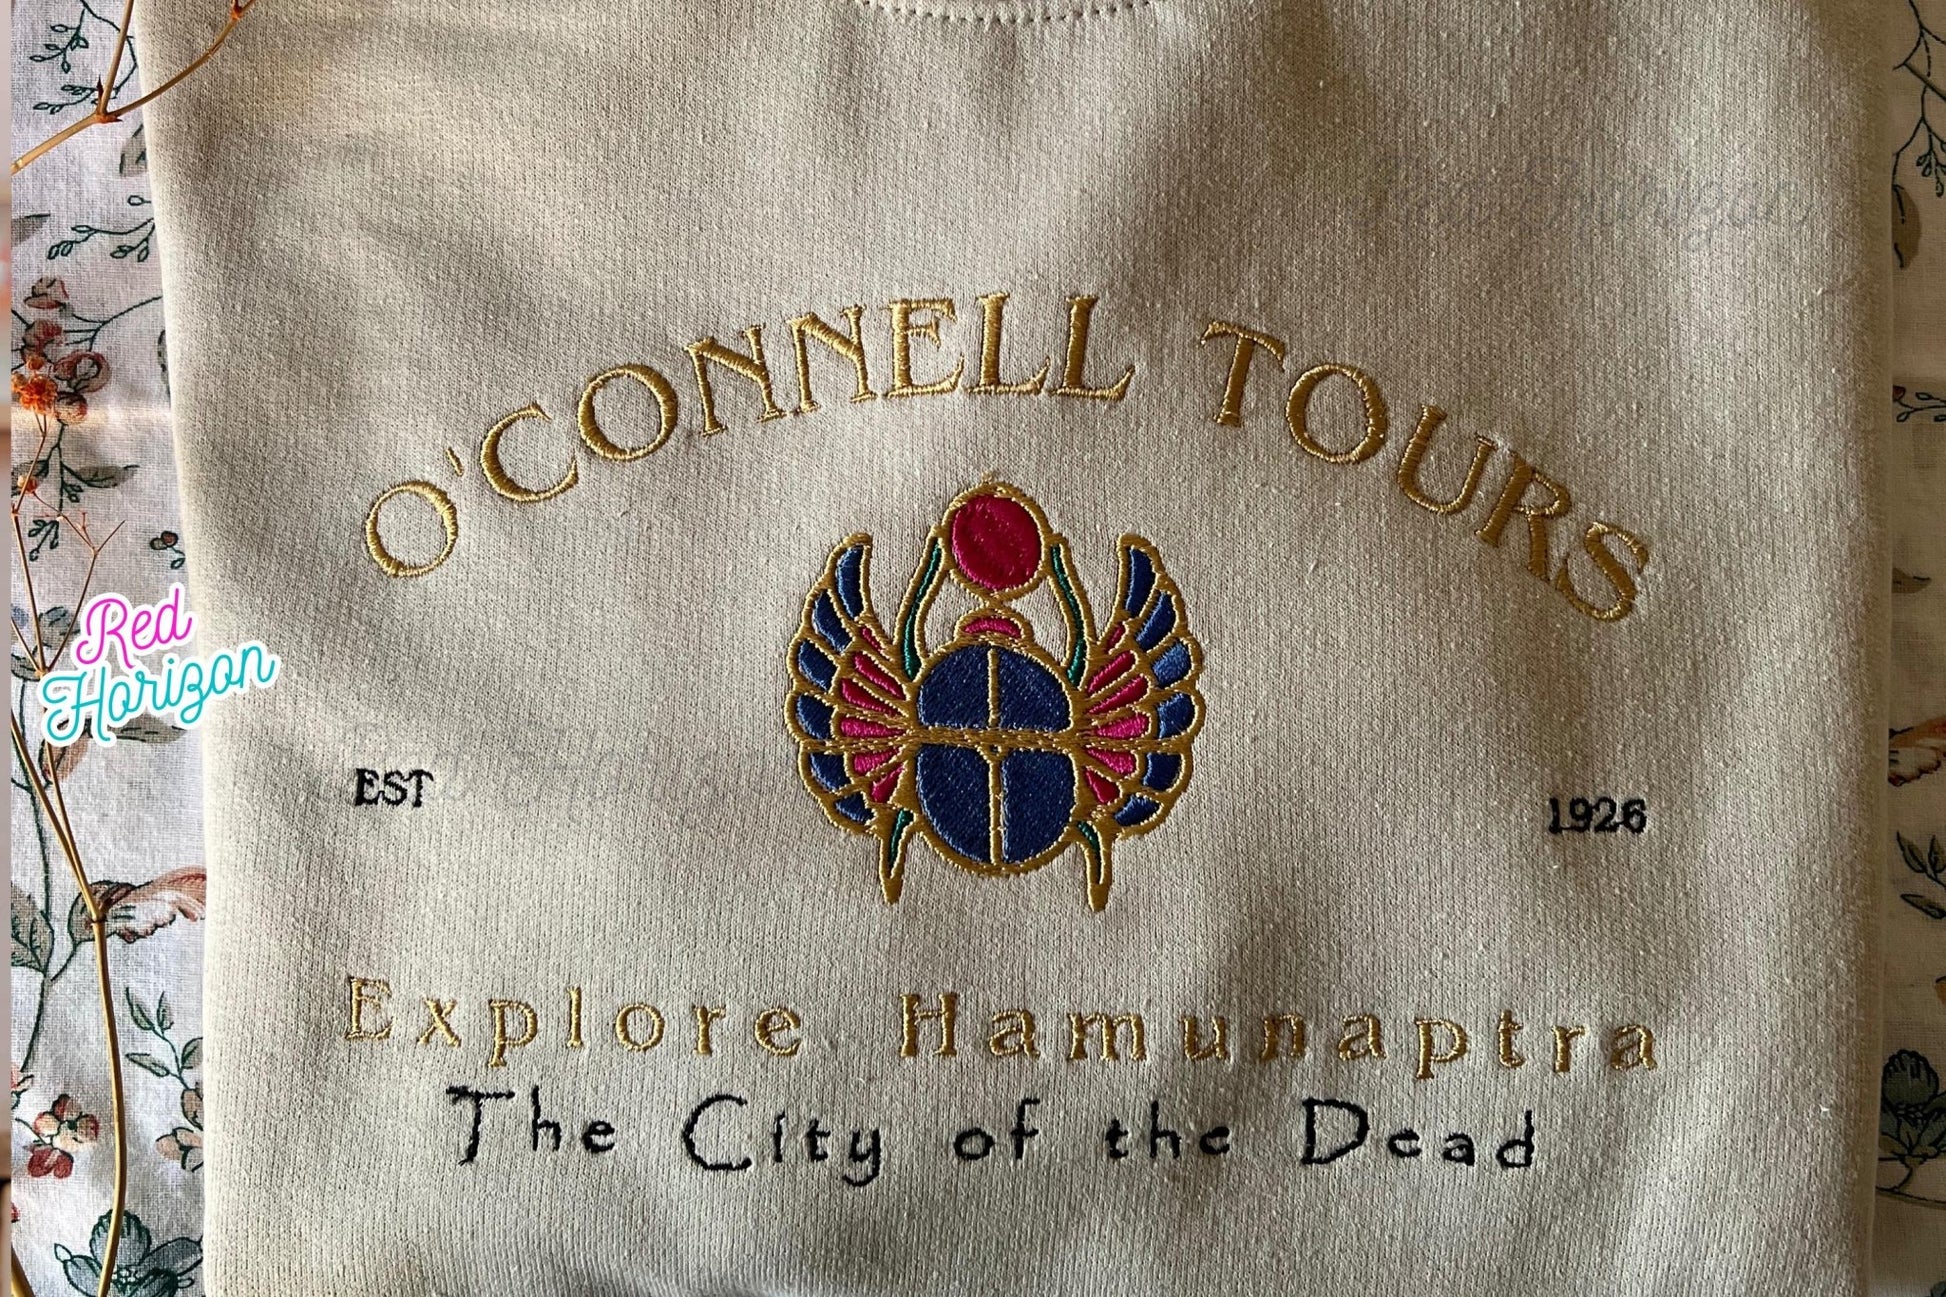 O'CONNELL TOURS
Red
Horizon
EST
1926
Explore Hamunaptra
The City of the Dead